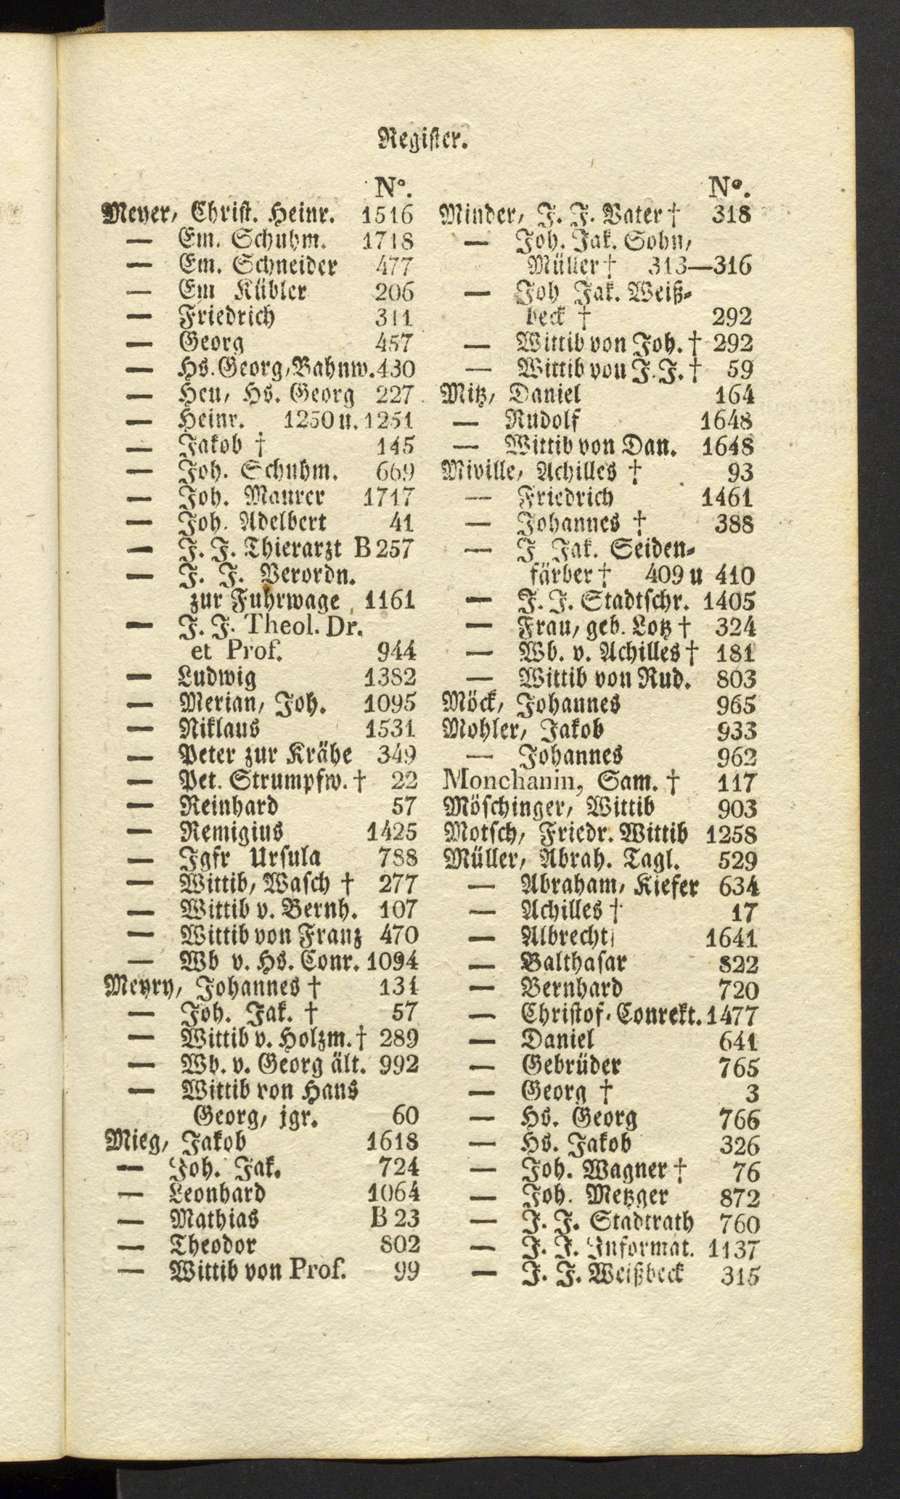 Register.
N°.
Meyer, Christ. Heinr. 1516
— Em. Schuhm. 1718
— Em. Schneider 477
— Em Kübler 206
— Friedrich 311
— Georg 457
— Hs. Georg, Bahnw. 430
— Heu, Hs. Georg 227
— Heinr. 1250 u. 1251
— Jakob † 145
— Joh. Schuhm. 669
— Joh. Maurer 1717
— Joh. Adelbert 41
— J. J. Thierarzt B 257
— J. J. Verordn.
zur Fuhrwage 1161
— J. J. Theol. Dr.
et Prof. 944
— Ludwig 1382
— Merian, Joh. 1095
— Niklaus 1531
— Peter zur Krähe 349
— Pet. Strumpfw. † 22
— Reinhard 57
— Remigius 1425
— Jgfr Ursula 788
— Wittib, Wasch † 277
— Wittib v. Bernh. 107
— Wittib von Franz 470
— Wb v. Hs. Conr. 1094
Meyry, Johannes † 131
— Joh. Jak. † 57
— Wittib v. Holzm. † 289
— Wb. v. Georg ält. 992
— Wittib von Hans
Georg, jgr. 60
Mieg, Jakob 1618
— Joh. Jak. 724
— Leonhard 1064
— Mathias B 23
— Theodor 802
— Wittib von Prof. 99
N°.
Minder, J. J. Vater † 318
— Joh. Jak. Sohn,
Müller † 313—316
— Joh Jak. Weiß-
beck † 292
— Wittib von Joh. † 292
— Wittib von J. J. † 59
Mitz, Daniel 164
— Rudolf 1648
— Wittib von Dan. 1648
Miville, Achilles † 93
— Friedrich 1461
— Johannes † 388
— J Jak. Seiden-
färber † 409 u 410
— J. J. Stadtschr. 1405
— Frau, geb. Lotz † 324
— Wb. v. Achilles † 181
— Wittib von Rud. 803
Möck, Johannes 965
Mohler, Jakob 933
— Johannes 962
Monchanin, Sam. † 117
Möschinger, Wittib 903
Motsch, Friedr. Wittib 1258
Müller, Abrah. Tagl. 529
— Abraham, Kiefer 634
— Achilles † 17
— Albrecht 1641
— Balthasar 822
— Bernhard 720
— Christof, Conrekt. 1477
— Daniel 641
— Gebrüder 765
— Georg † 3
— Hs. Georg 766
— Hs. Jakob 326
— Joh. Wagner † 76
— Joh. Metzger 872
— J. J. Stadtrath 760
— J. J. Informat. 1137
— J. J. Weißbeck 315